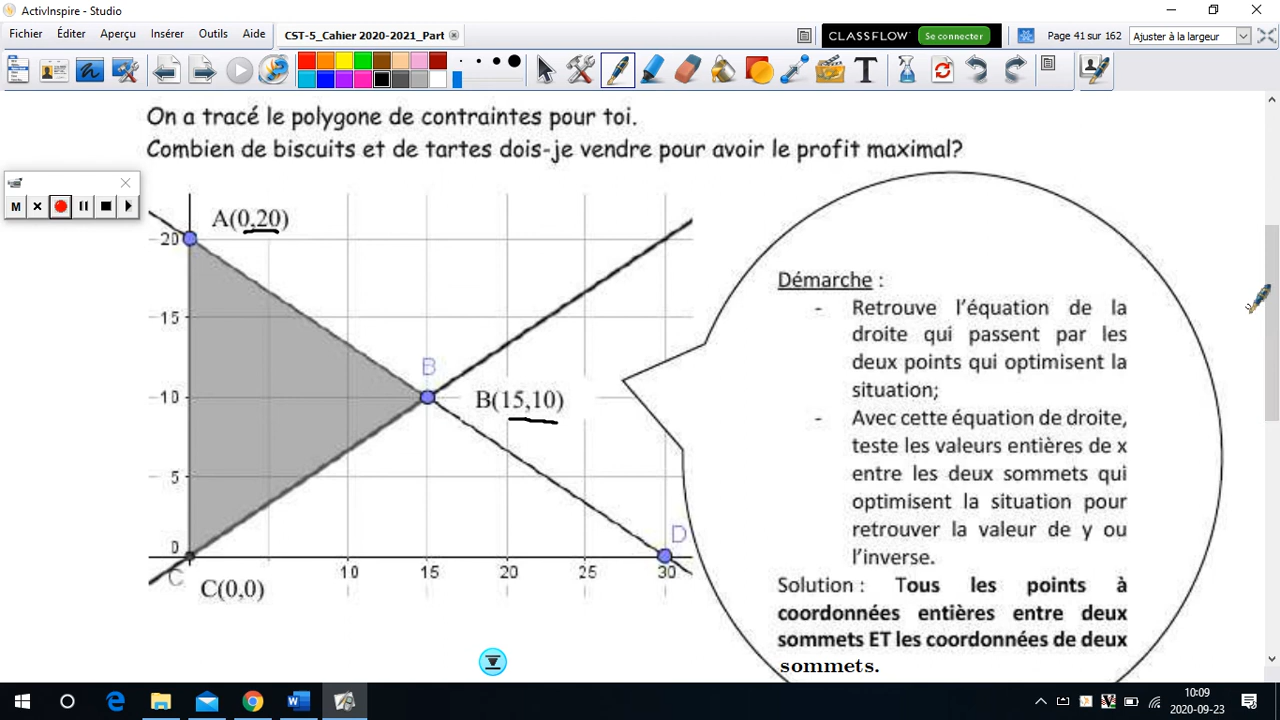 ActivInspire - Studio
Fichier Éditer Aperçu Insérer Outils Aide
CST-5_Cahier 2020-2021_Part
CLASSFLOW Se connecter
Page 41 sur 162
Ajuster à la largeur
On a tracé le polygone de contraintes pour toi.
Combien de biscuits et de tartes dois-je vendre pour avoir le profit maximal?
M
A(0,20)
20
15
B
10
B(15,10)
5
D
0
C
10 15 20 25 30
C(0,0)
Démarche :
- Retrouve l'équation de la
droite qui passent par les
deux points qui optimisent la
situation;
- Avec cette équation de droite,
teste les valeurs entières de x
entre les deux sommets qui
optimisent la situation pour
retrouver la valeur de y ou
l'inverse.
Solution : Tous les points à
coordonnées entières entre deux
sommets ET les coordonnées de deux
sommets.
10:09
2020-09-23